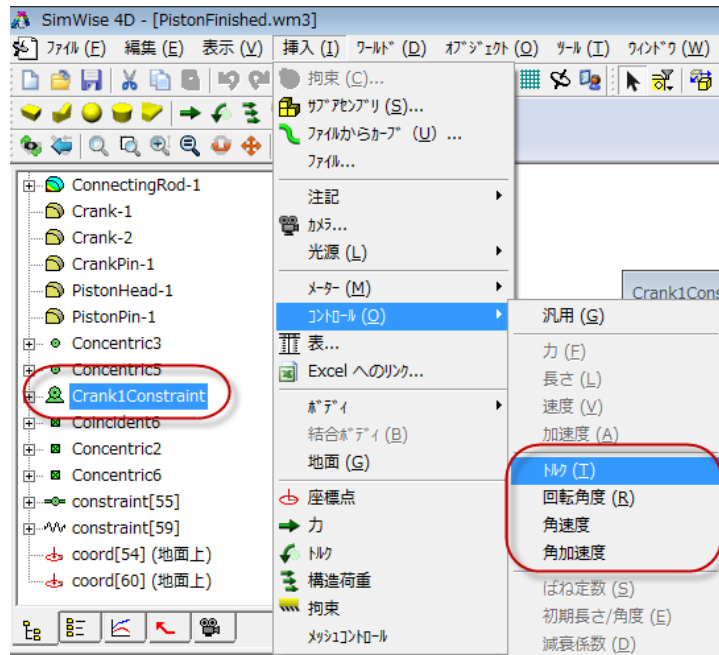 SimWise 4D - [PistonFinished.wm3]
ﾌｧｲﾙ (F) 編集 (E) 表示 (V) 挿入 (I) ﾜｰﾙﾄﾞ (D) ｵﾌﾞｼﾞｪｸﾄ (O) ﾂｰﾙ (T) ｳｨﾝﾄﾞｳ (W)
ConnectingRod-1
Crank-1
Crank-2
CrankPin-1
PistonHead-1
PistonPin-1
Concentric3
Concentric5
Crank1Constraint
Coincident6
Concentric2
Concentric6
constraint[55]
constraint[59]
coord[54] (地面上)
coord[60] (地面上)
拘束 (C)...
ｻﾌﾞｱｾﾝﾌﾞﾘ (S)...
ﾌｧｲﾙからｶｰﾌﾞ (U) ...
ﾌｧｲﾙ...
注記
ｶﾒﾗ...
光源 (L)
ﾒｰﾀｰ (M)
ｺﾝﾄﾛｰﾙ (O)
表...
Excel へのﾘﾝｸ...
ﾎﾞﾃﾞｨ
結合ﾎﾞﾃﾞｨ (B)
地面 (G)
座標点
力
ﾄﾙｸ
構造荷重
拘束
ﾒｯｼｭｺﾝﾄﾛｰﾙ
Crank1Cons
汎用 (G)
力 (F)
長さ (L)
速度 (V)
加速度 (A)
ﾄﾙｸ (T)
回転角度 (R)
角速度
角加速度
ばね定数 (S)
初期長さ/角度 (E)
減衰係数 (D)